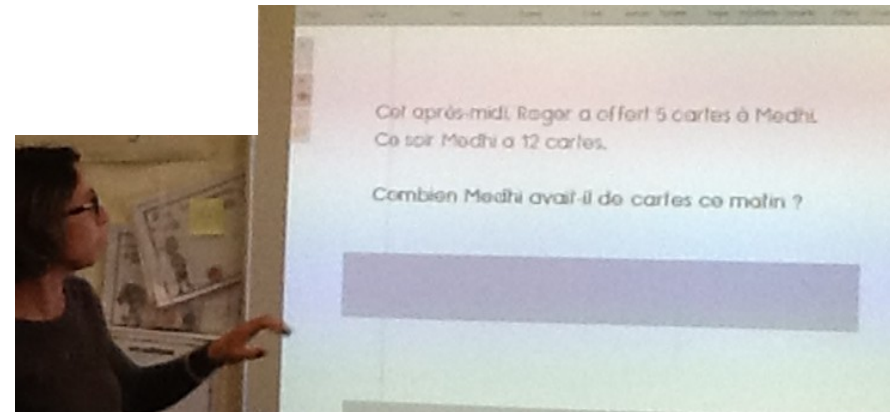 Cet après-midi, Roger a offert 5 cartes à Medhi.
Ce soir Medhi a 12 cartes.
Combien Medhi avait-il de cartes ce matin ?